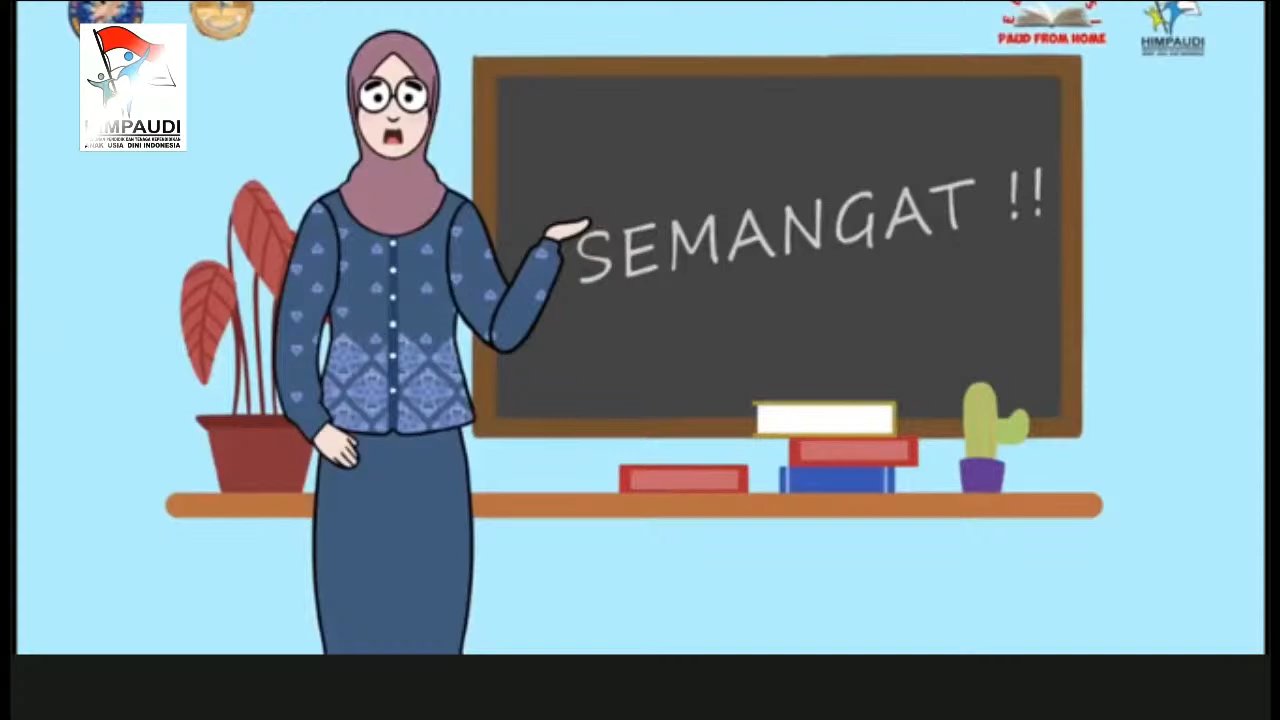 HIMPAUDI
ANAK USIA DINI INDONESIA
PAUD FROM HOME
HIMPAUDI
SEMANGAT !!